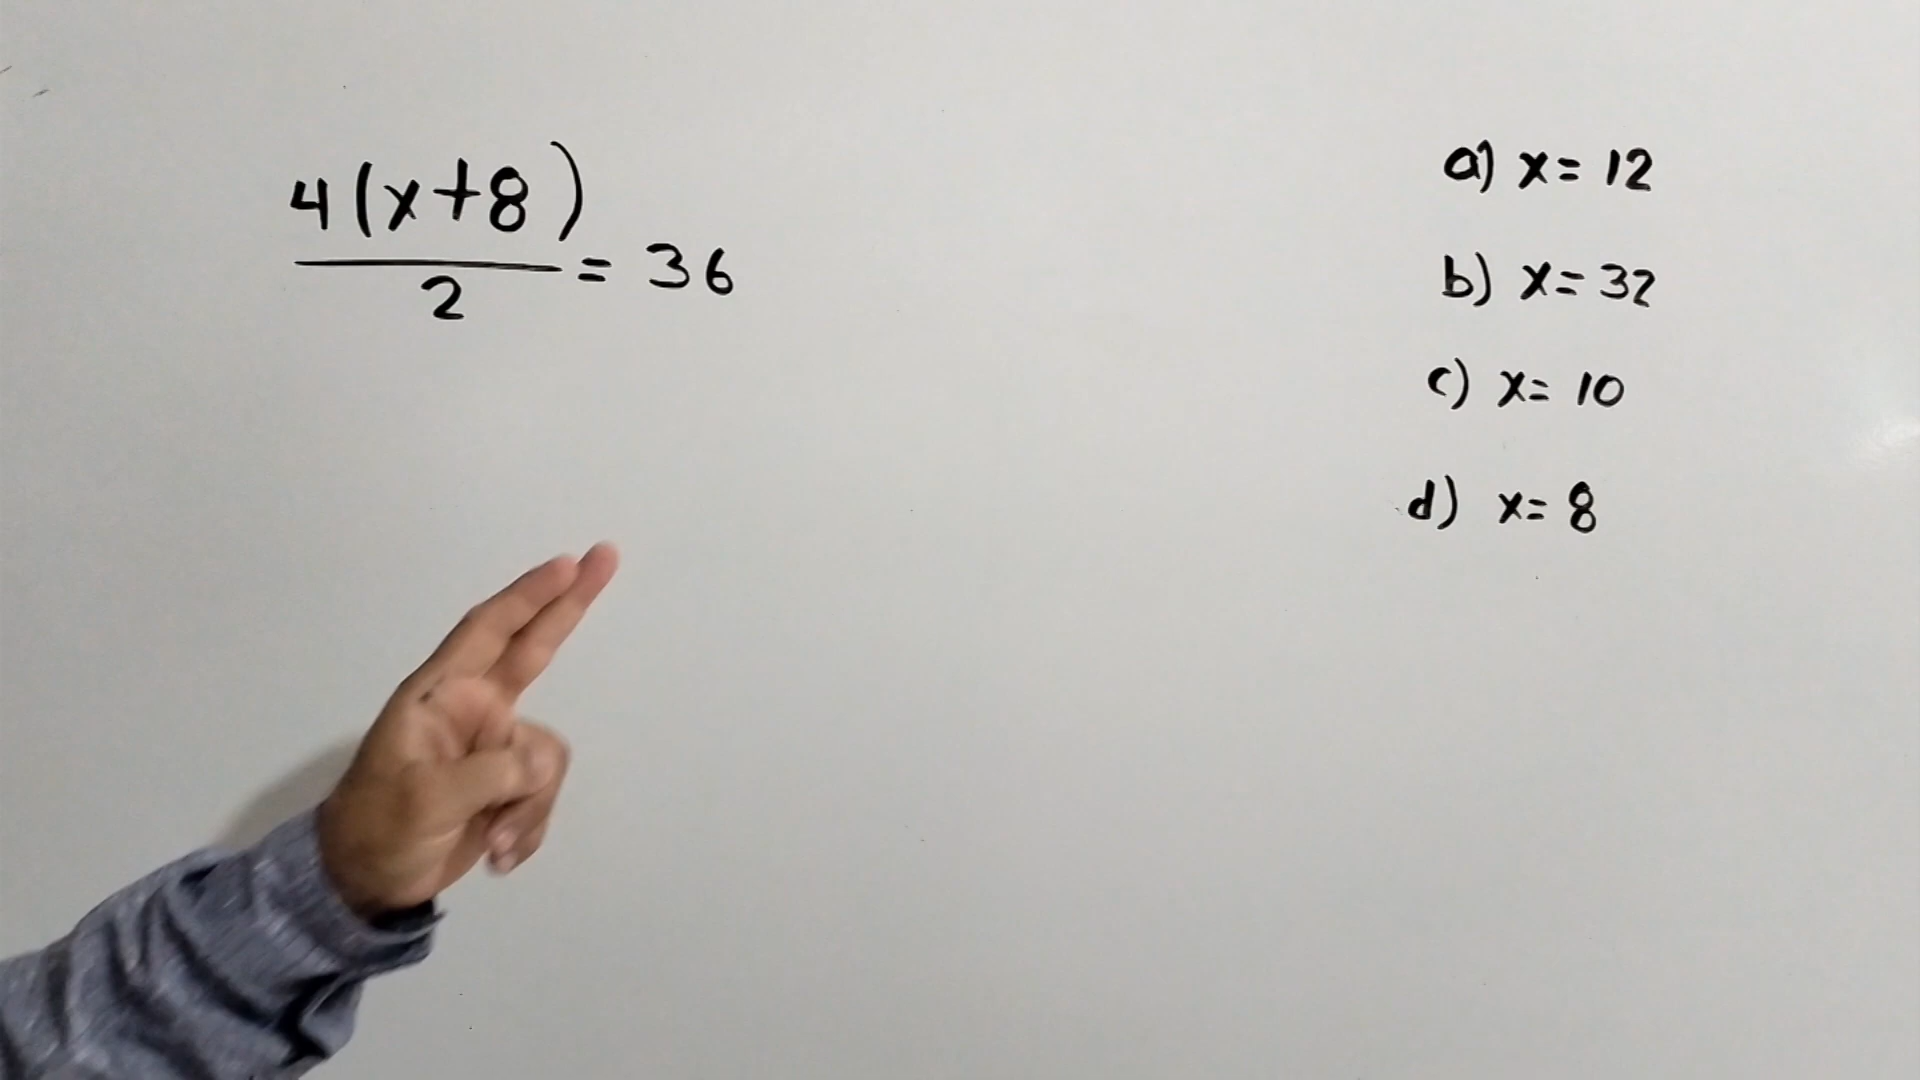 4(x+8)
/2 = 36
a) x= 12
b) x= 32
c) x= 10
d) x= 8